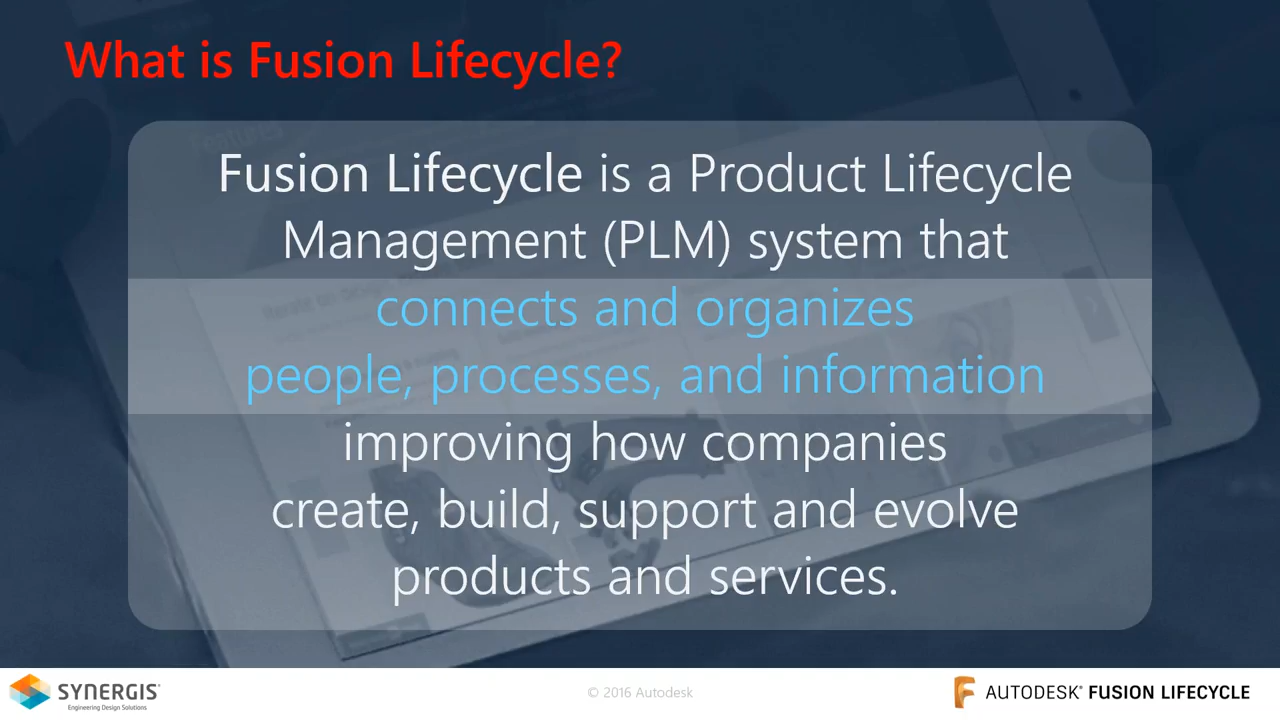 What is Fusion Lifecycle?
Fusion Lifecycle is a Product Lifecycle
Management (PLM) system that
connects and organizes
people, processes, and information
improving how companies
create, build, support and evolve
products and services.
SYNERGIS
Engineering Design Solutions
© 2016 Autodesk
AUTODESK® FUSION LIFECYCLE